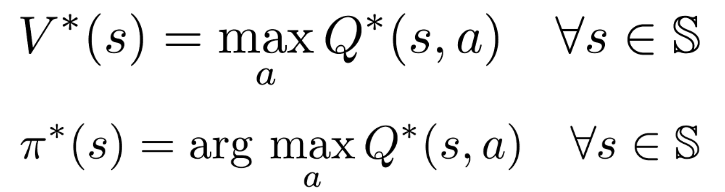 V*(s) = max_a Q*(s, a) ∀s ∈ 𝕊
π*(s) = arg max_a Q*(s, a) ∀s ∈ 𝕊